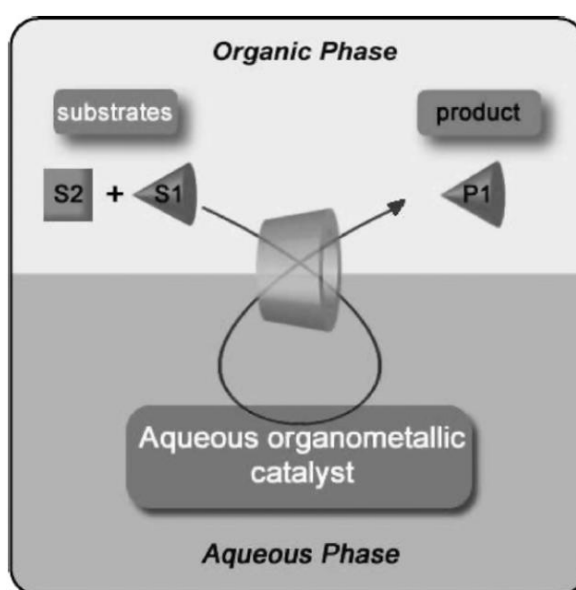 Organic Phase
substrates
product
S2 + S1
P1
Aqueous organometallic
catalyst
Aqueous Phase